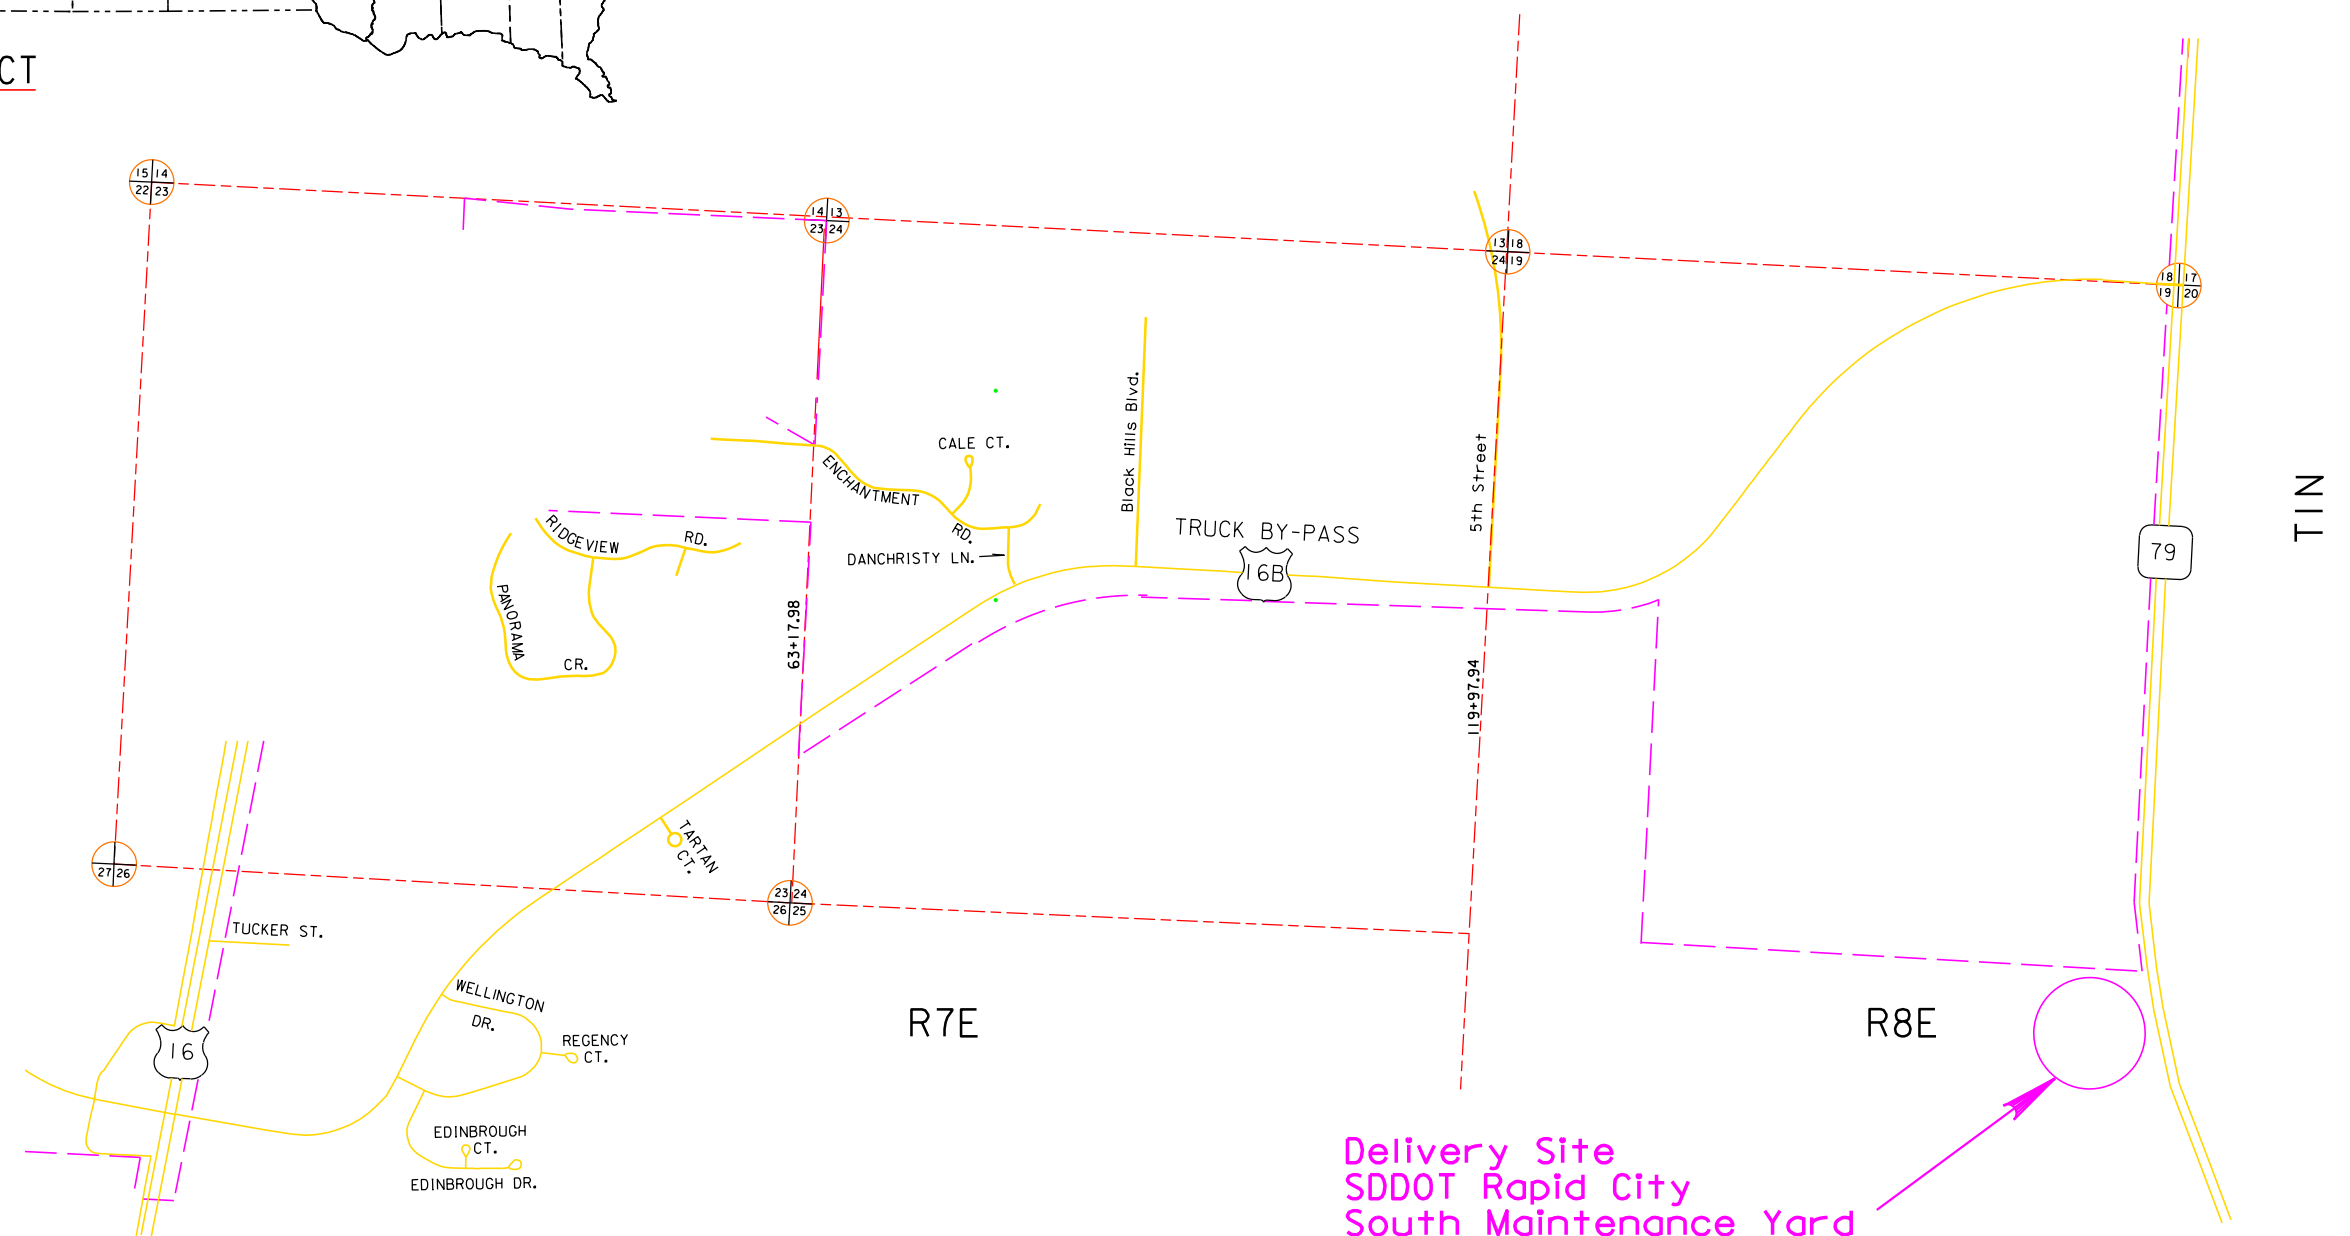 CT
15 14
22 23
14 13
23 24
13 18
24 19
18 17
19 20
CALE CT.
ENCHANTMENT
RD.
DANCHRISTY LN.
Black Hills Blvd.
5th Street
TRUCK BY-PASS
16B
RIDGEVIEW
RD.
PANORAMA
CR.
63+17.98
119+97.94
79
TIN
TARTAN
CT.
27 26
23 24
26 25
TUCKER ST.
WELLINGTON
DR.
REGENCY
CT.
16
R7E
R8E
EDINBROUGH
CT.
EDINBROUGH DR.
Delivery Site
SDDOT Rapid City
South Maintenance Yard